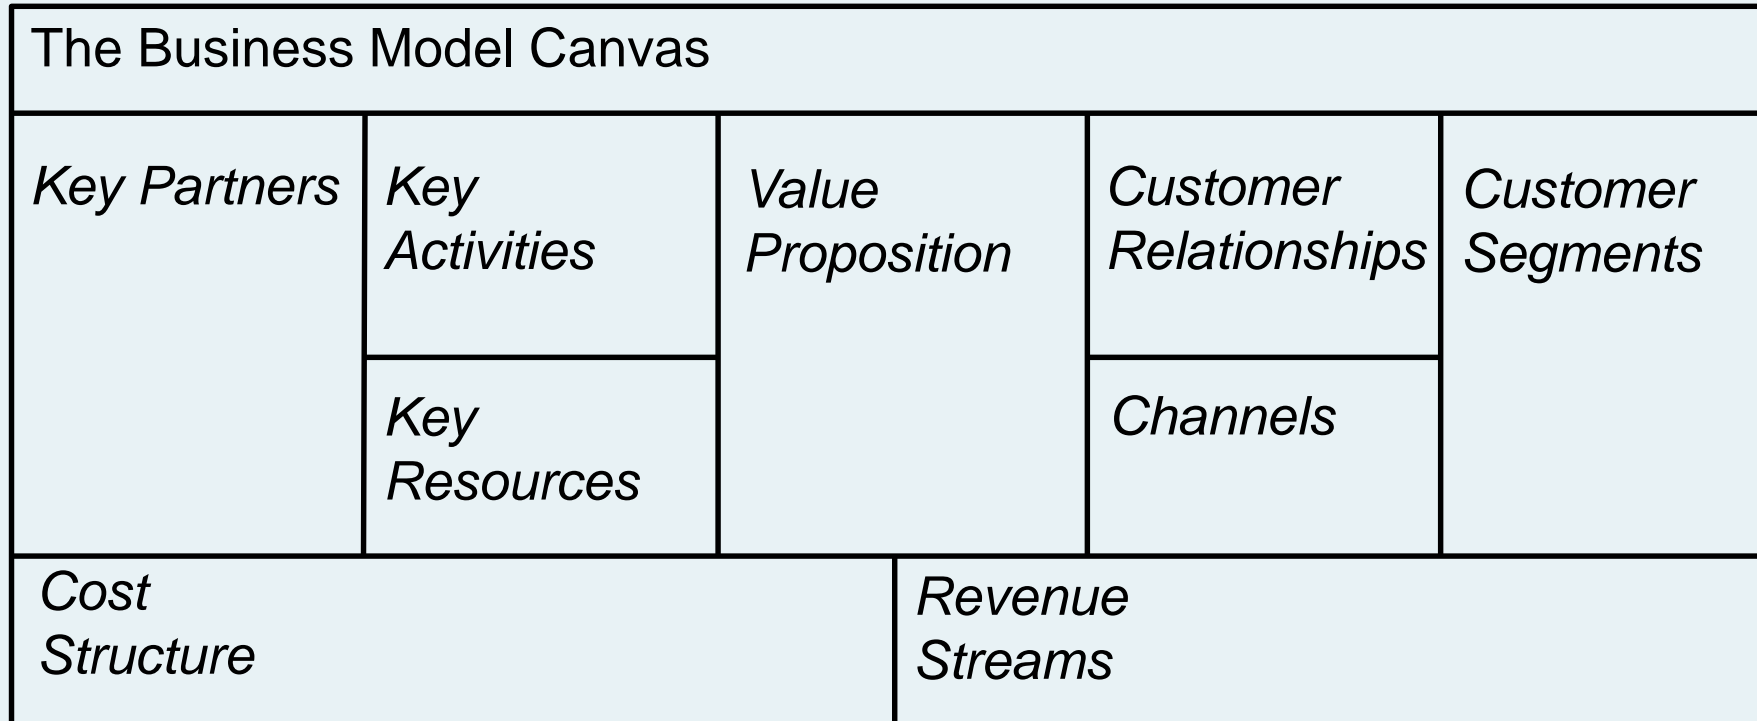 The Business Model Canvas
Key Partners
Key
Activities
Key
Resources
Value
Proposition
Customer
Relationships
Channels
Customer
Segments
Cost
Structure
Revenue
Streams